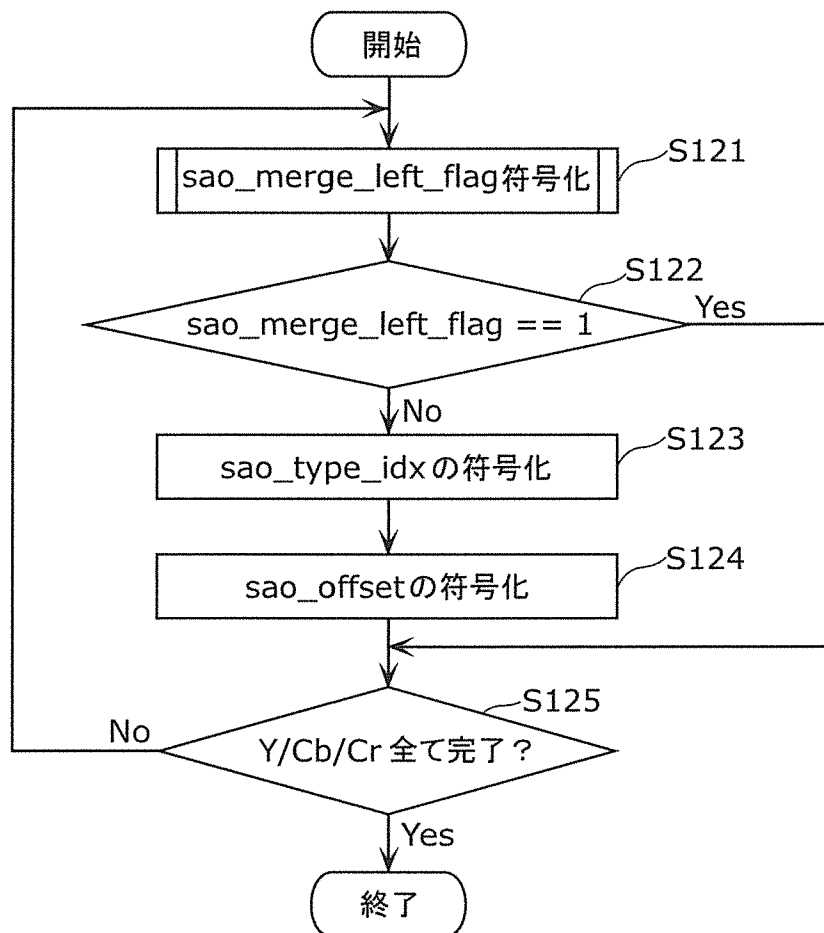 開始
sao_merge_left_flag符号化
S121
sao_merge_left_flag == 1
S122
Yes
No
sao_type_idxの符号化
S123
sao_offsetの符号化
S124
Y/Cb/Cr 全て完了？
S125
No
Yes
終了